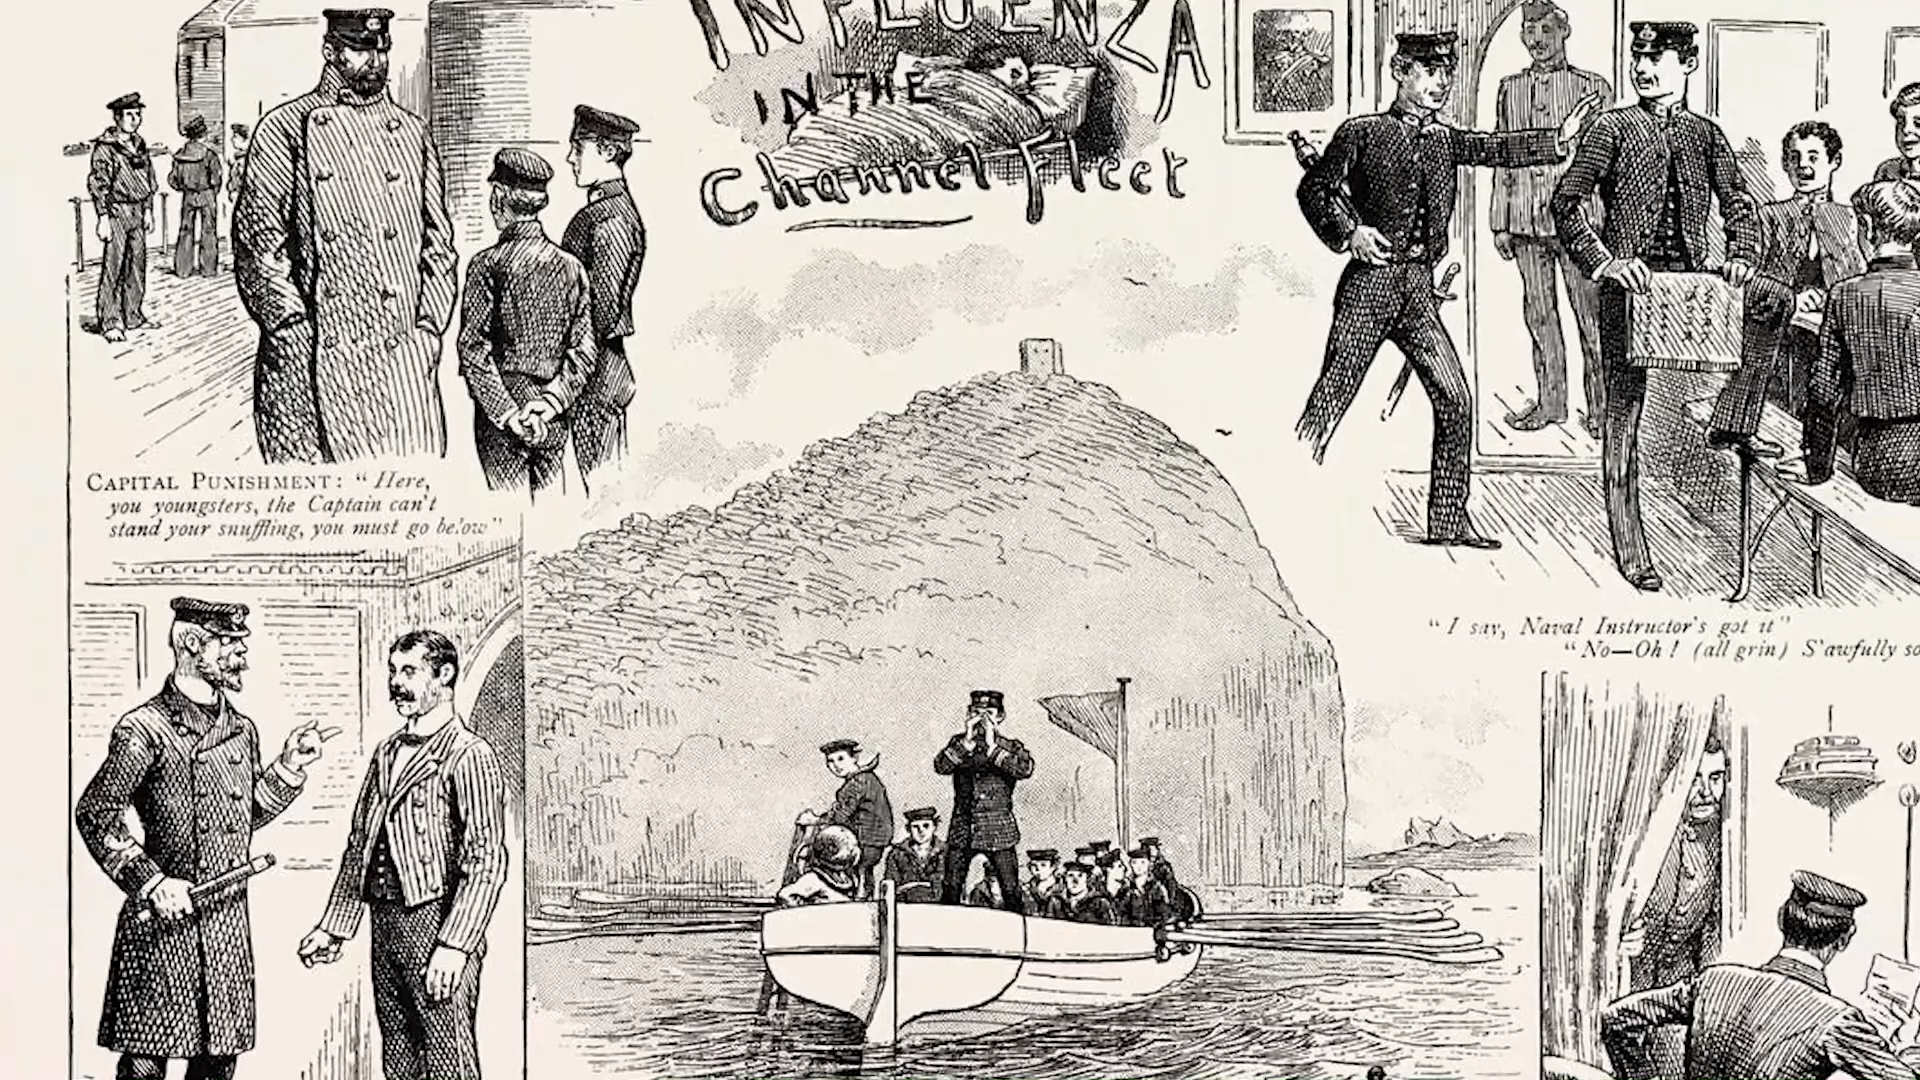 INFLUENZA
IN THE
Channel Fleet
CAPITAL PUNISHMENT: "Here,
you youngsters, the Captain can't
stand your snuffling, you must go below"
"I say, Naval Instructor's got it"
"No—Oh! (all grin) S'awfully